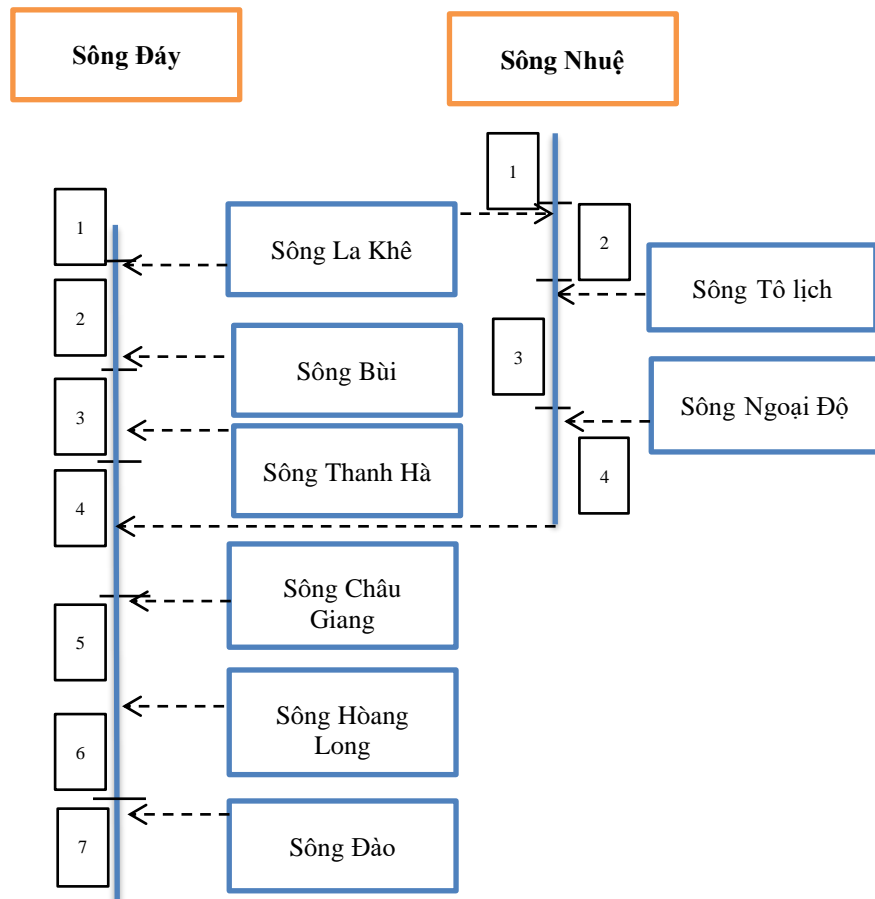 Sông Đáy
Sông Nhuệ
1
1
2
Sông La Khê
Sông Tô lịch
2
3
Sông Bùi
Sông Ngoại Độ
3
Sông Thanh Hà
4
4
Sông Châu
Giang
5
Sông Hòang
Long
6
Sông Đào
7